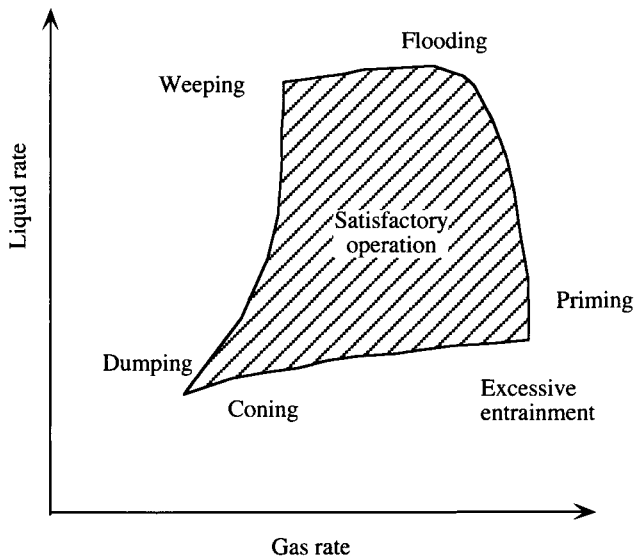 Flooding
Weeping
Liquid rate
Satisfactory
operation
Priming
Dumping
Coning
Excessive
entrainment
Gas rate